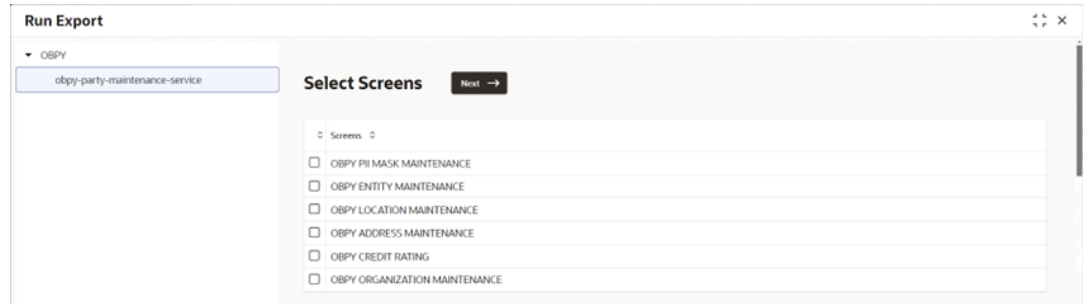 Run Export
OBPY
obpy-party-maintenance-service
Select Screens
Next
Screens
OBPY PII MASK MAINTENANCE
OBPY ENTITY MAINTENANCE
OBPY LOCATION MAINTENANCE
OBPY ADDRESS MAINTENANCE
OBPY CREDIT RATING
OBPY ORGANIZATION MAINTENANCE